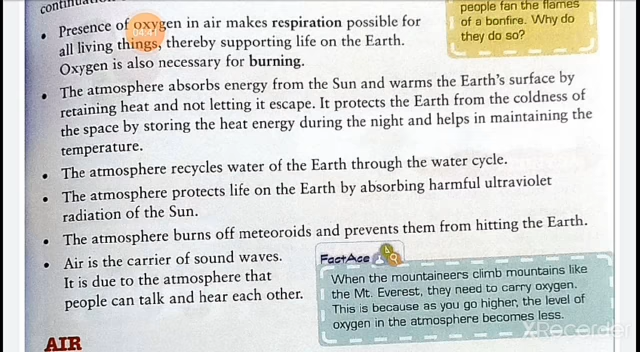 people fan the flames
of a bonfire. Why do
they do so?
• Presence of oxygen in air makes respiration possible for
all living things, thereby supporting life on the Earth.
Oxygen is also necessary for burning.
• The atmosphere absorbs energy from the Sun and warms the Earth's surface by
retaining heat and not letting it escape. It protects the Earth from the coldness of
the space by storing the heat energy during the night and helps in maintaining the
temperature.
• The atmosphere recycles water of the Earth through the water cycle.
• The atmosphere protects life on the Earth by absorbing harmful ultraviolet
radiation of the Sun.
• The atmosphere burns off meteoroids and prevents them from hitting the Earth.
• Air is the carrier of sound waves.
It is due to the atmosphere that
people can talk and hear each other.
FactAce
When the mountaineers climb mountains like
the Mt. Everest, they need to carry oxygen.
This is because as you go higher, the level of
oxygen in the atmosphere becomes less.
AIR
XRecorder